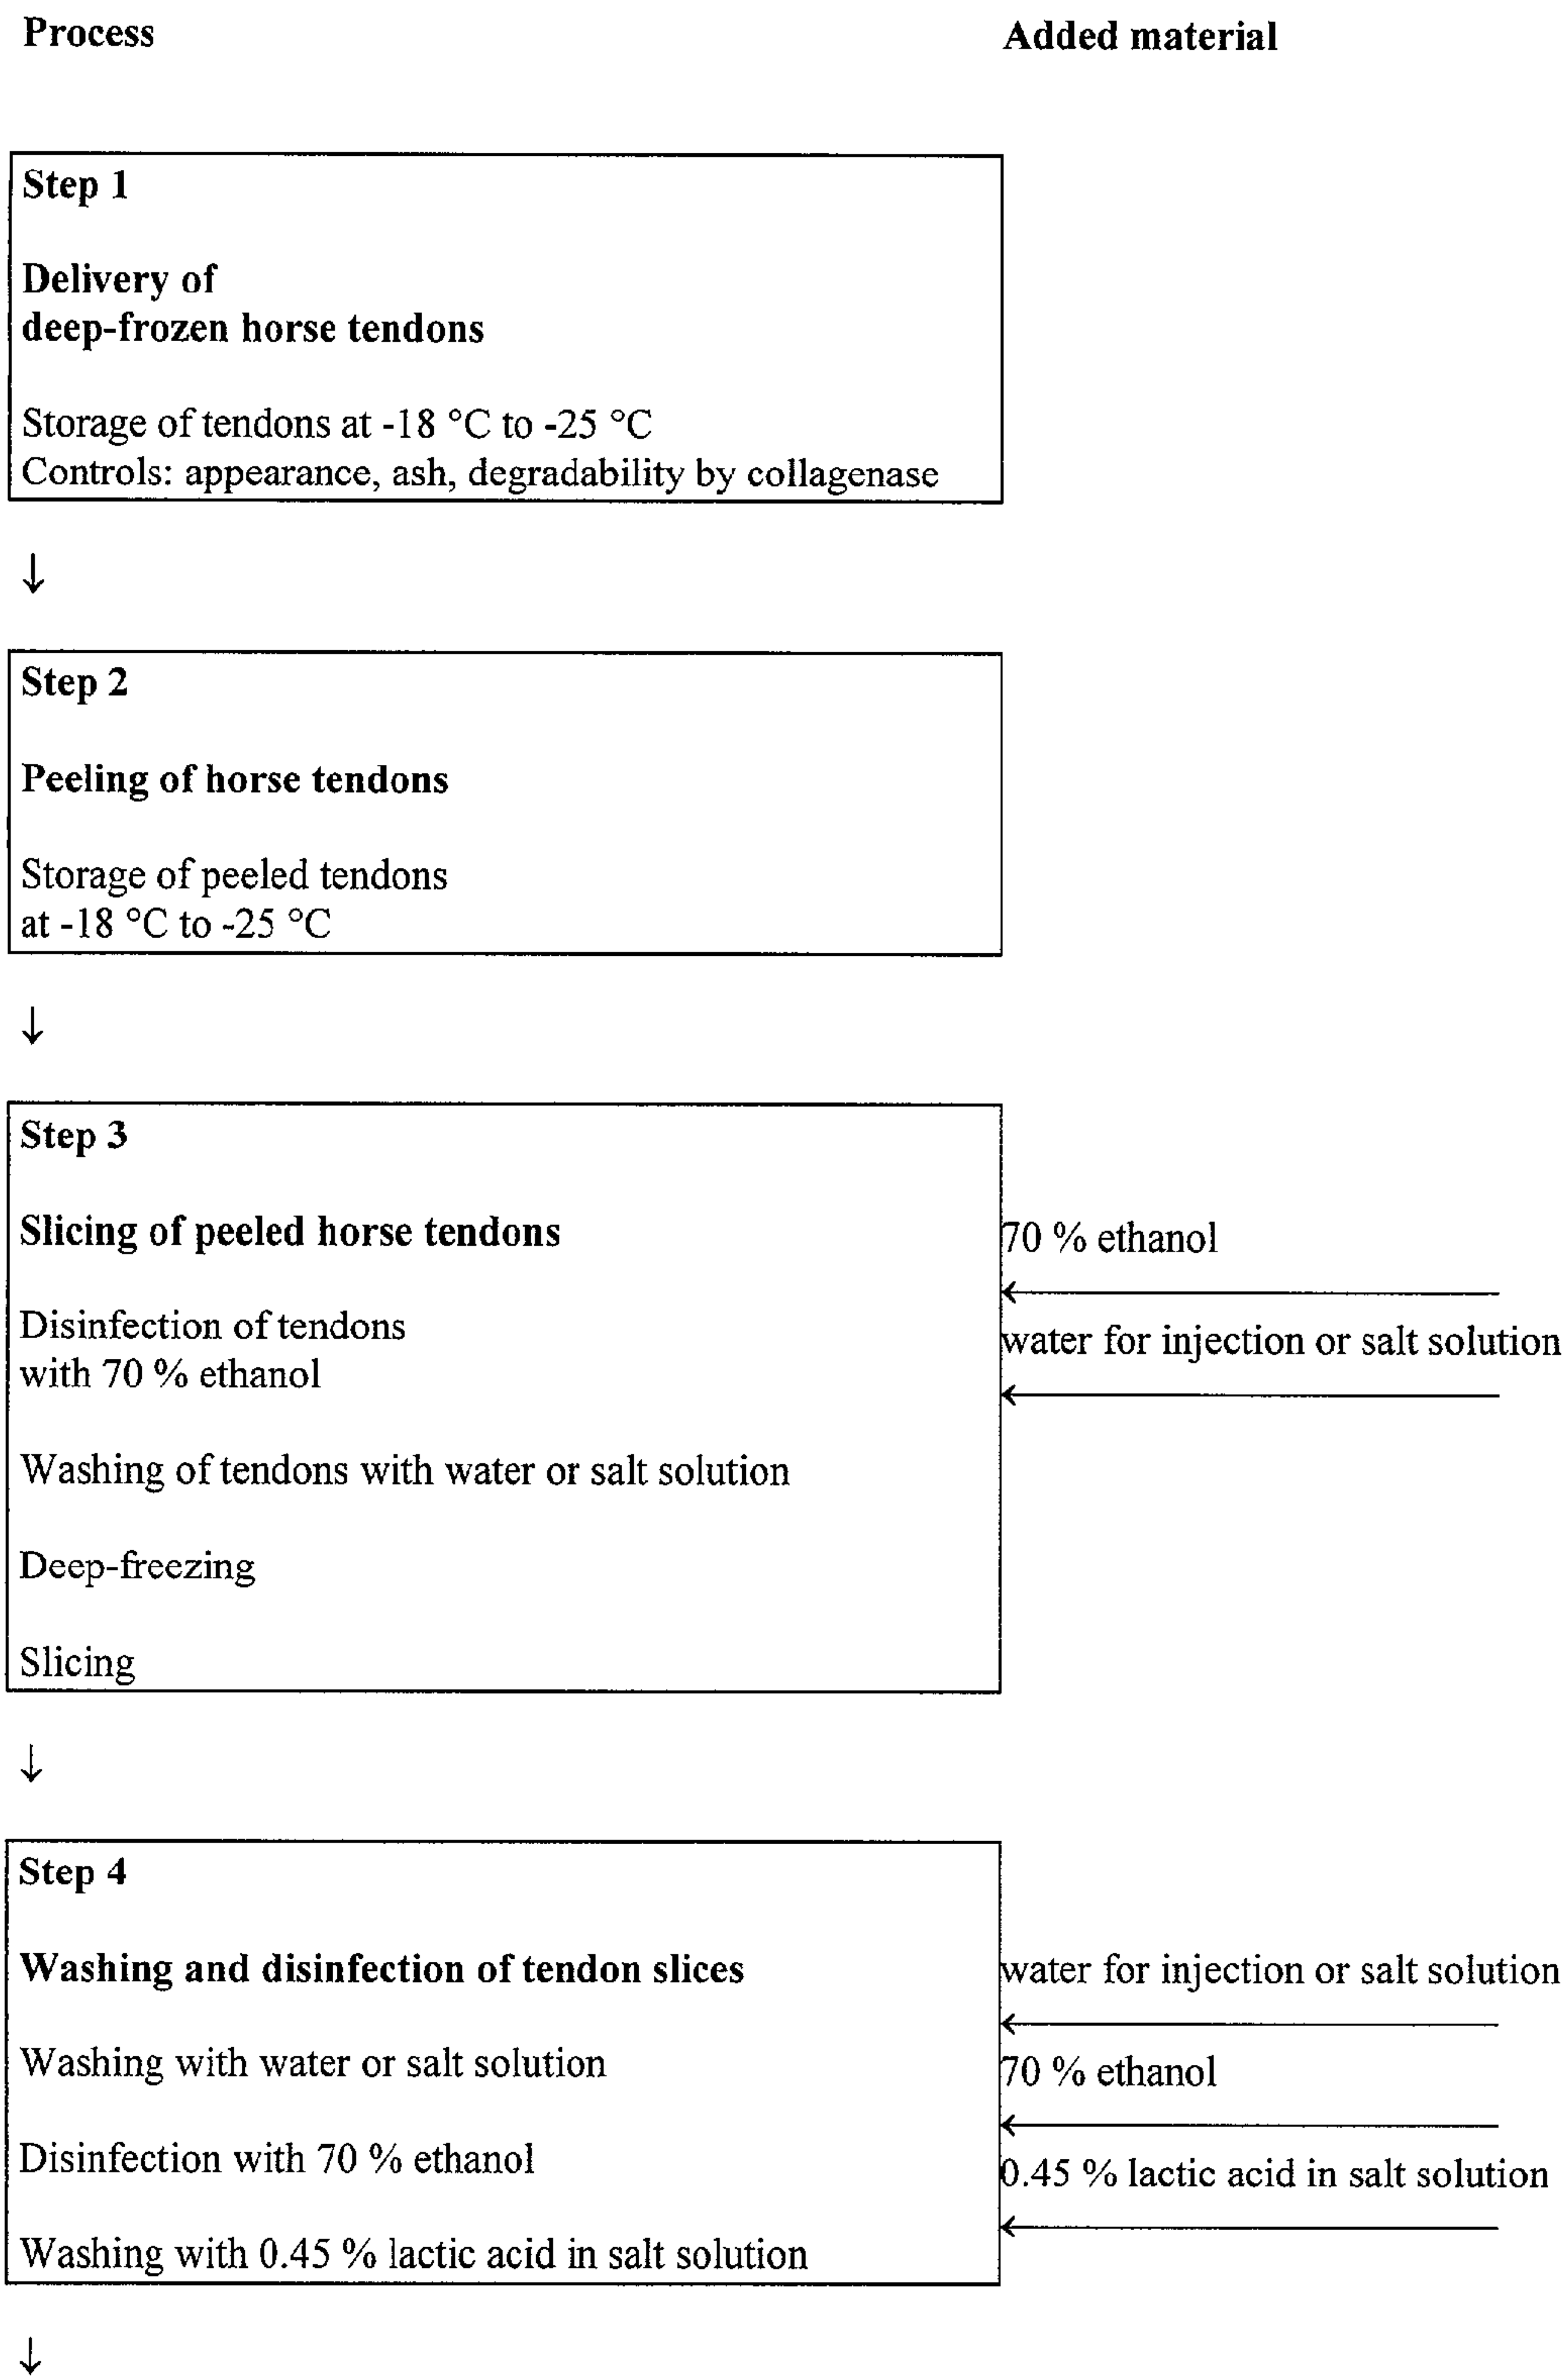 Process
Added material
Step 1
Delivery of
deep-frozen horse tendons
Storage of tendons at -18 °C to -25 °C
Controls: appearance, ash, degradability by collagenase
↓
Step 2
Peeling of horse tendons
Storage of peeled tendons
at -18 °C to -25 °C
↓
Step 3
Slicing of peeled horse tendons
70 % ethanol
Disinfection of tendons
water for injection or salt solution
with 70 % ethanol
Washing of tendons with water or salt solution
Deep-freezing
Slicing
↓
Step 4
Washing and disinfection of tendon slices
water for injection or salt solution
Washing with water or salt solution
70 % ethanol
Disinfection with 70 % ethanol
0.45 % lactic acid in salt solution
Washing with 0.45 % lactic acid in salt solution
↓